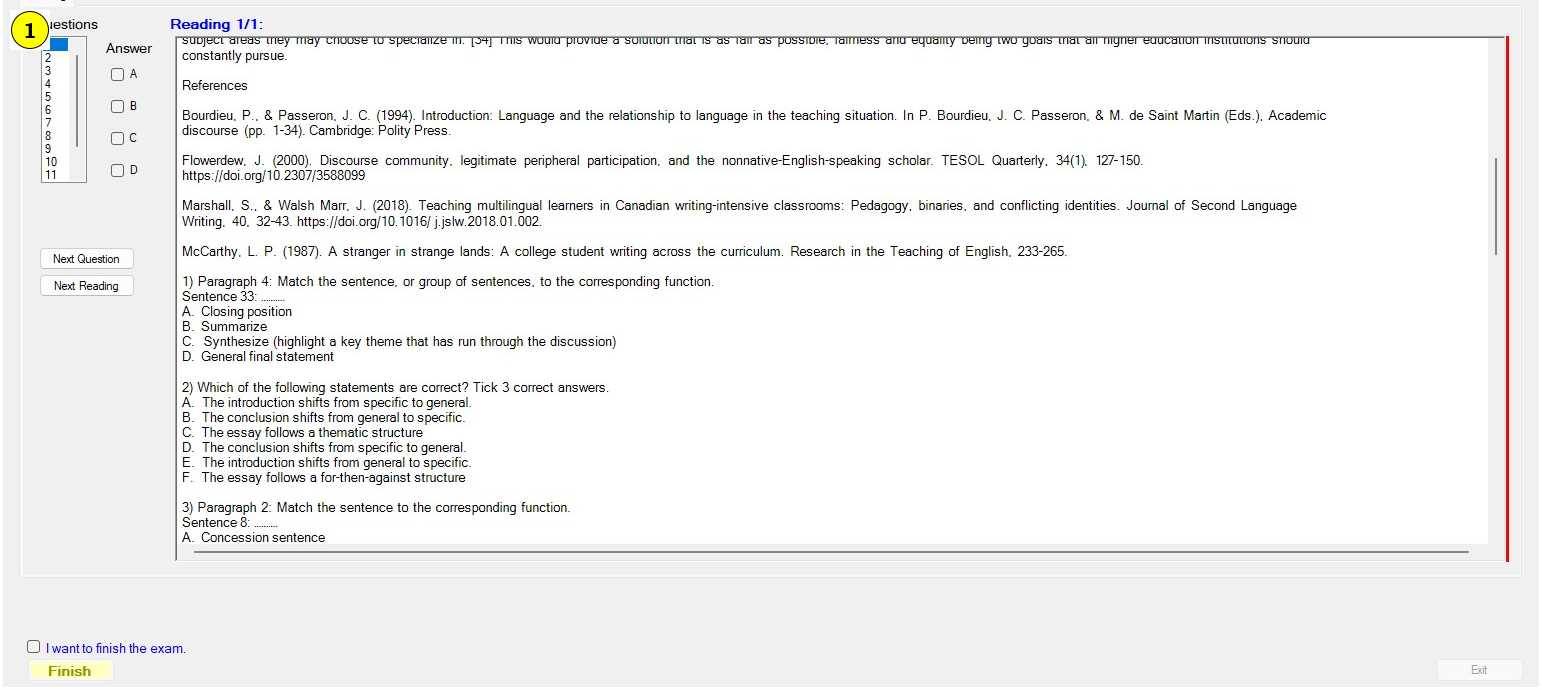 1
uestions
Reading 1/1:
subject areas they may choose to specialize in. [34] This would provide a solution that is as fair as possible, fairness and equality being two goals that all higher education institutions should
constantly pursue.
Answer
2
3
4
5
6
7
8
9
10
11
A
B
C
D
References
Bourdieu, P., & Passeron, J. C. (1994). Introduction: Language and the relationship to language in the teaching situation. In P. Bourdieu, J. C. Passeron, & M. de Saint Martin (Eds.), Academic
discourse (pp. 1-34). Cambridge: Polity Press.
Flowerdew, J. (2000). Discourse community, legitimate peripheral participation, and the nonnative-English-speaking scholar. TESOL Quarterly, 34(1), 127-150.
https://doi.org/10.2307/3588099
Marshall, S., & Walsh Marr, J. (2018). Teaching multilingual learners in Canadian writing-intensive classrooms: Pedagogy, binaries, and conflicting identities. Journal of Second Language
Writing, 40, 32-43. https://doi.org/10.1016/ j.jslw.2018.01.002.
McCarthy, L. P. (1987). A stranger in strange lands: A college student writing across the curriculum. Research in the Teaching of English, 233-265.
Next Question
Next Reading
1) Paragraph 4: Match the sentence, or group of sentences, to the corresponding function.
Sentence 33: .........
A. Closing position
B. Summarize
C. Synthesize (highlight a key theme that has run through the discussion)
D. General final statement
2) Which of the following statements are correct? Tick 3 correct answers.
A. The introduction shifts from specific to general.
B. The conclusion shifts from general to specific.
C. The essay follows a thematic structure
D. The conclusion shifts from specific to general.
E. The introduction shifts from general to specific.
F. The essay follows a for-then-against structure
3) Paragraph 2: Match the sentence to the corresponding function.
Sentence 8: .........
A. Concession sentence
I want to finish the exam.
Finish
Exit